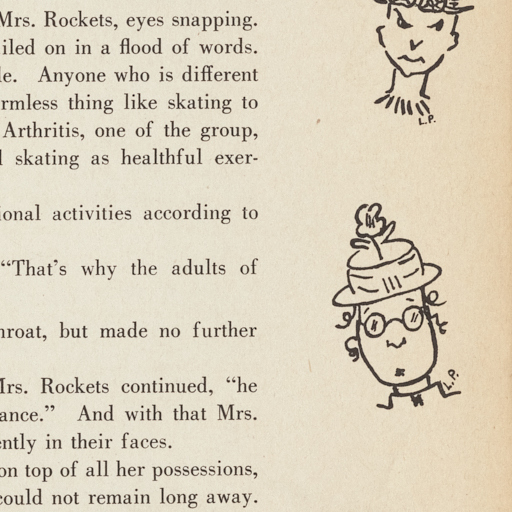 Mrs. Rockets, eyes snapping.
iled on in a flood of words.
le. Anyone who is different
rmless thing like skating to
Arthritis, one of the group,
l skating as healthful exer-
ional activities according to
“That’s why the adults of
hroat, but made no further
Mrs. Rockets continued, “he
ance.” And with that Mrs.
ently in their faces.
on top of all her possessions,
could not remain long away.
L.P.
L.P.